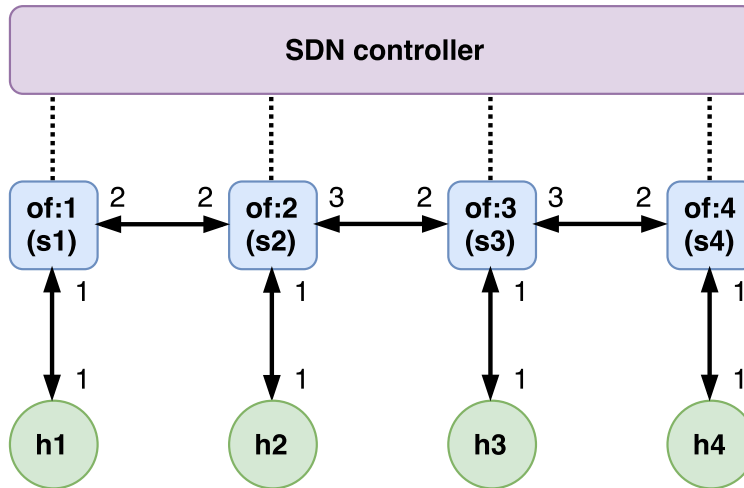 SDN controller
2 2 3 2 3 2
of:1 of:2 of:3 of:4
(s1) (s2) (s3) (s4)
1 1 1 1
1 1 1 1
h1 h2 h3 h4